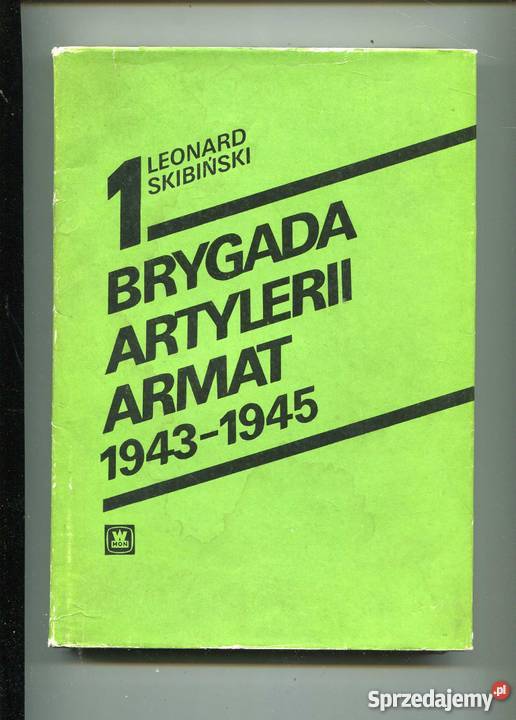 LEONARD
SKIBIŃSKI
1
BRYGADA
ARTYLERII
ARMAT
1943-1945
W
MON
Sprzedajemy.pl